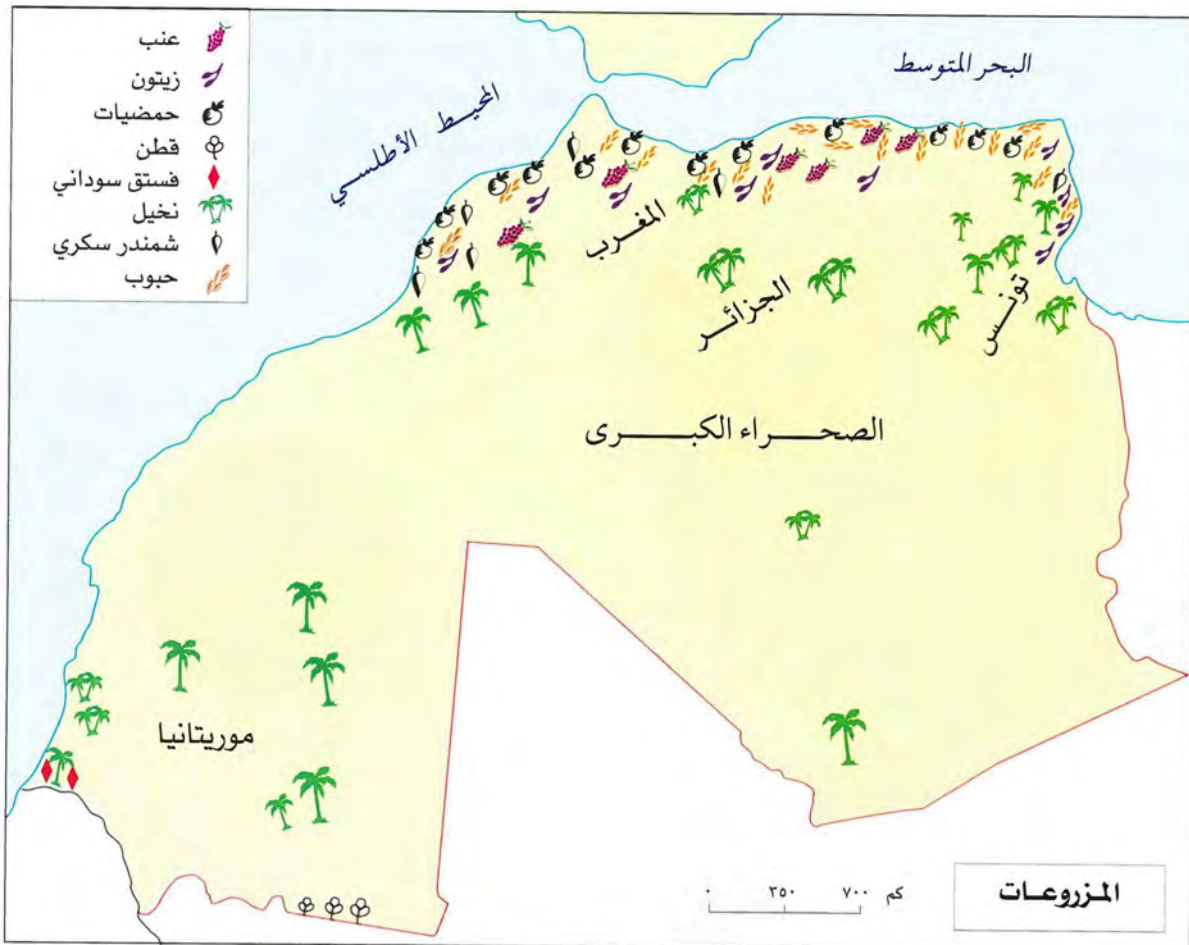 عنب
زيتون
حمضيات
قطن
فستق سوداني
نخيل
شمندر سكري
حبوب
البحر المتوسط
المحيط الأطلسي
المغرب
الجزائر
تونس
الصحراء الكبرى
موريتانيا
٠ ٣٥٠ ٧٠٠ كم
المزروعات